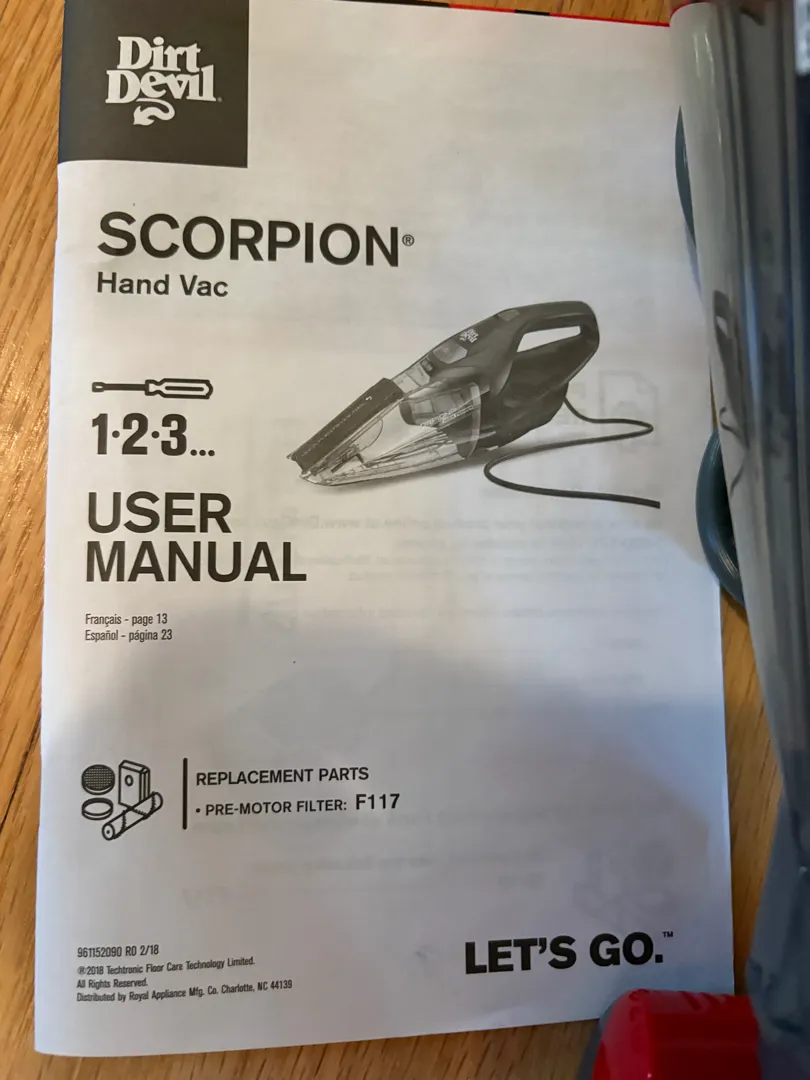 Dirt
Devil®
SCORPION®
Hand Vac
1·2·3...
USER
MANUAL
Français - page 13
Español - página 23
REPLACEMENT PARTS
• PRE-MOTOR FILTER: F117
961152090 R0 2/18
®2018 Techtronic Floor Care Technology Limited.
All Rights Reserved.
Distributed by Royal Appliance Mfg. Co. Charlotte, NC 44139
LET'S GO.™